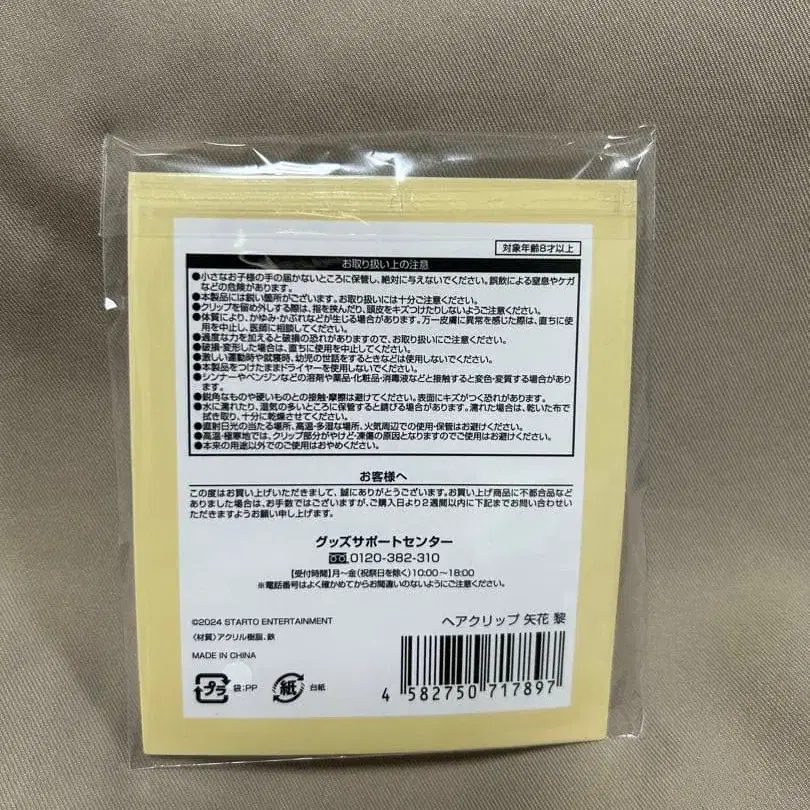 対象年齢8才以上
お取り扱い上の注意
●小さなお子様の手の届かないところに保管し、絶対に与えないでください。誤飲による窒息やケガ
などの危険があります。
●本製品には鋭い箇所がございます。お取り扱いには十分ご注意ください。
●クリップを留め外しする際は、指を挟んだり、頭皮をキズつけたりしないようご注意ください。
●体質により、かゆみ・かぶれなどが生じる場合があります。万一皮膚に異常を感じた際は、直ちに使
用を中止し、医師に相談してください。
●過度な力を加えると破損の恐れがありますので、お取り扱いにご注意ください。
●破損・変形した場合は、直ちに使用を中止してください。
●激しい運動時や就寝時、幼児の世話をするときなどは使用しないでください。
●本製品をつけたままドライヤーを使用しないでください。
●シンナーやベンジンなどの溶剤や薬品・化粧品・消毒液などと接触すると変色・変質する場合があり
ます。
●鋭角なものや硬いものとの接触・摩擦は避けてください。表面にキズがつく恐れがあります。
●水に濡れたり、湿気の多いところに保管すると錆びる場合があります。濡れた場合は、乾いた布で
拭き取り、十分に乾燥させてください。
●直射日光の当たる場所、高温・多湿な場所、火気周辺での使用・保管はお避けください。
●高温・極寒地では、クリップ部分がやけど・凍傷の原因となりますのでご使用はお避けください。
●本来の用途以外でのご使用はおやめください。
お客様へ
この度はお買い上げいただきまして、誠にありがとうございます。お買い上げ商品に不都合品など
ありました場合は、お手数ではございますが、ご購入日より2週間以内に下記までお問い合わせい
ただきますようお願い申し上げます。
グッズサポートセンター
0120-382-310
【受付時間】月~金(祝祭日を除く)10:00~18:00
※電話番号はよく確かめてからお間違いのないようにご注意ください。
©2024 STARTO ENTERTAINMENT
ヘアクリップ 矢花 黎
〈材質〉アクリル樹脂、鉄
MADE IN CHINA
プラ 袋:PP 紙 台紙
4 582750 717897